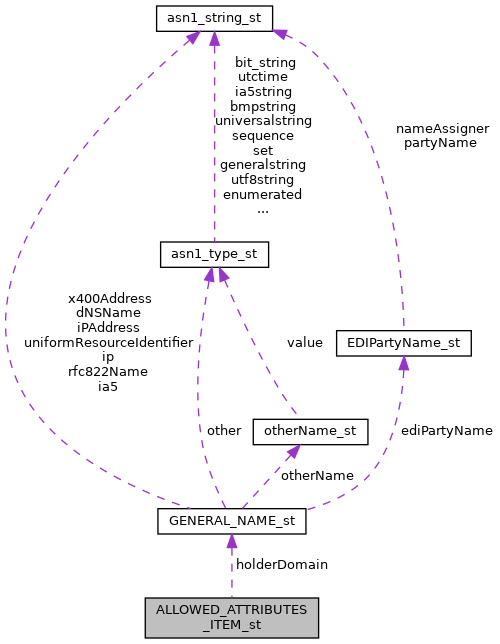 asn1_string_st
bit_string
utctime
ia5string
bmpstring
universalstring
sequence
set
generalstring
utf8string
enumerated
...
nameAssigner
partyName
asn1_type_st
x400Address
dNSName
iPAddress
uniformResourceIdentifier
ip
rfc822Name
ia5
value
EDIPartyName_st
other
otherName_st
ediPartyName
otherName
GENERAL_NAME_st
holderDomain
ALLOWED_ATTRIBUTES
_ITEM_st